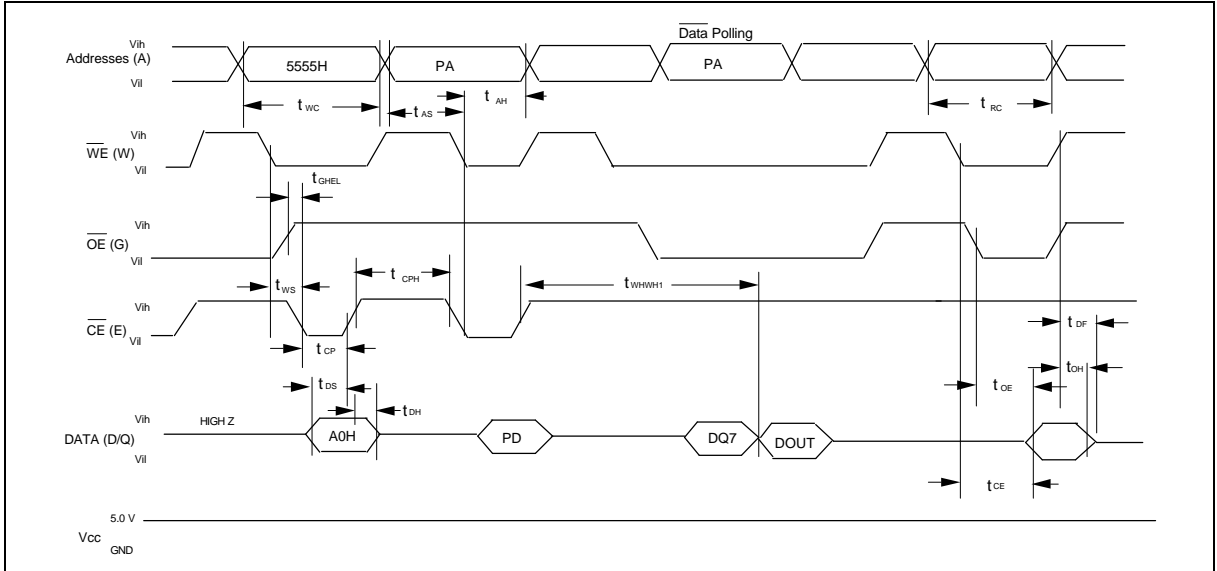 Data Polling
Vih
Addresses (A)
Vil
5555H
PA
PA
t WC
t AS
t AH
t RC
Vih
WE (W)
Vil
t GHEL
Vih
OE (G)
Vil
t WS
t CPH
t WHWH1
Vih
CE (E)
Vil
t CP
t DF
t DS
t DH
t OE
t OH
Vih
HIGH Z
DATA (D/Q)
Vil
A0H
PD
DQ7
DOUT
t CE
5.0 V
Vcc
GND